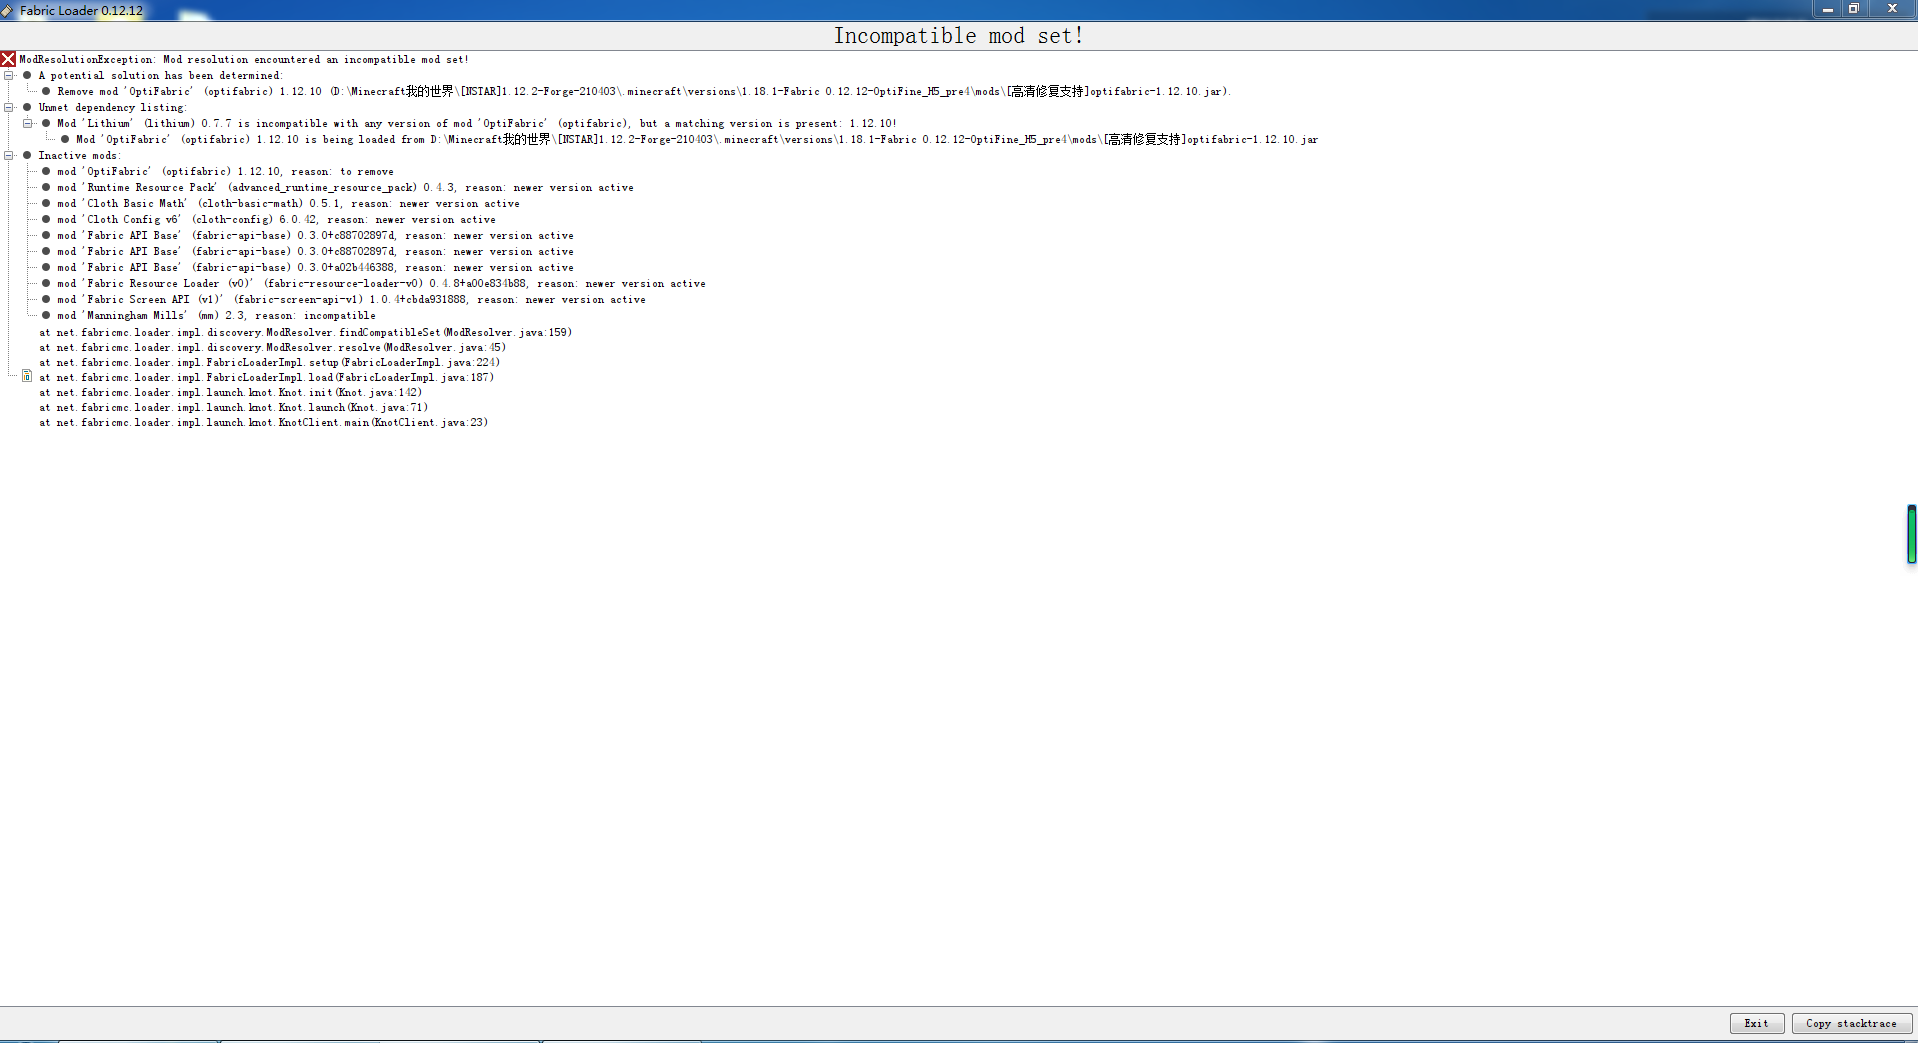 Fabric Loader 0.12.12
Incompatible mod set!
ModResolutionException: Mod resolution encountered an incompatible mod set!
A potential solution has been determined:
Remove mod 'OptiFabric' (optifabric) 1.12.10 (D:\Minecraft我的世界\[NSTAR]1.12.2-Forge-210403\.minecraft\versions\1.18.1-Fabric 0.12.12-OptiFine_H5_pre4\mods\[高清修复支持]optifabric-1.12.10.jar).
Unmet dependency listing:
Mod 'Lithium' (lithium) 0.7.7 is incompatible with any version of mod 'OptiFabric' (optifabric), but a matching version is present: 1.12.10!
Mod 'OptiFabric' (optifabric) 1.12.10 is being loaded from D:\Minecraft我的世界\[NSTAR]1.12.2-Forge-210403\.minecraft\versions\1.18.1-Fabric 0.12.12-OptiFine_H5_pre4\mods\[高清修复支持]optifabric-1.12.10.jar
Inactive mods:
mod 'OptiFabric' (optifabric) 1.12.10, reason: to remove
mod 'Runtime Resource Pack' (advanced_runtime_resource_pack) 0.4.3, reason: newer version active
mod 'Cloth Basic Math' (cloth-basic-math) 0.5.1, reason: newer version active
mod 'Cloth Config v6' (cloth-config) 6.0.42, reason: newer version active
mod 'Fabric API Base' (fabric-api-base) 0.3.0+c88702897d, reason: newer version active
mod 'Fabric API Base' (fabric-api-base) 0.3.0+c88702897d, reason: newer version active
mod 'Fabric API Base' (fabric-api-base) 0.3.0+a02b446388, reason: newer version active
mod 'Fabric Resource Loader (v0)' (fabric-resource-loader-v0) 0.4.8+a00e834b88, reason: newer version active
mod 'Fabric Screen API (v1)' (fabric-screen-api-v1) 1.0.4+cbda931888, reason: newer version active
mod 'Manningham Mills' (mm) 2.3, reason: incompatible
at net.fabricmc.loader.impl.discovery.ModResolver.findCompatibleSet(ModResolver.java:159)
at net.fabricmc.loader.impl.discovery.ModResolver.resolve(ModResolver.java:45)
at net.fabricmc.loader.impl.FabricLoaderImpl.setup(FabricLoaderImpl.java:224)
at net.fabricmc.loader.impl.FabricLoaderImpl.load(FabricLoaderImpl.java:187)
at net.fabricmc.loader.impl.launch.knot.Knot.init(Knot.java:142)
at net.fabricmc.loader.impl.launch.knot.Knot.launch(Knot.java:71)
at net.fabricmc.loader.impl.launch.knot.KnotClient.main(KnotClient.java:23)
Exit
Copy stacktrace